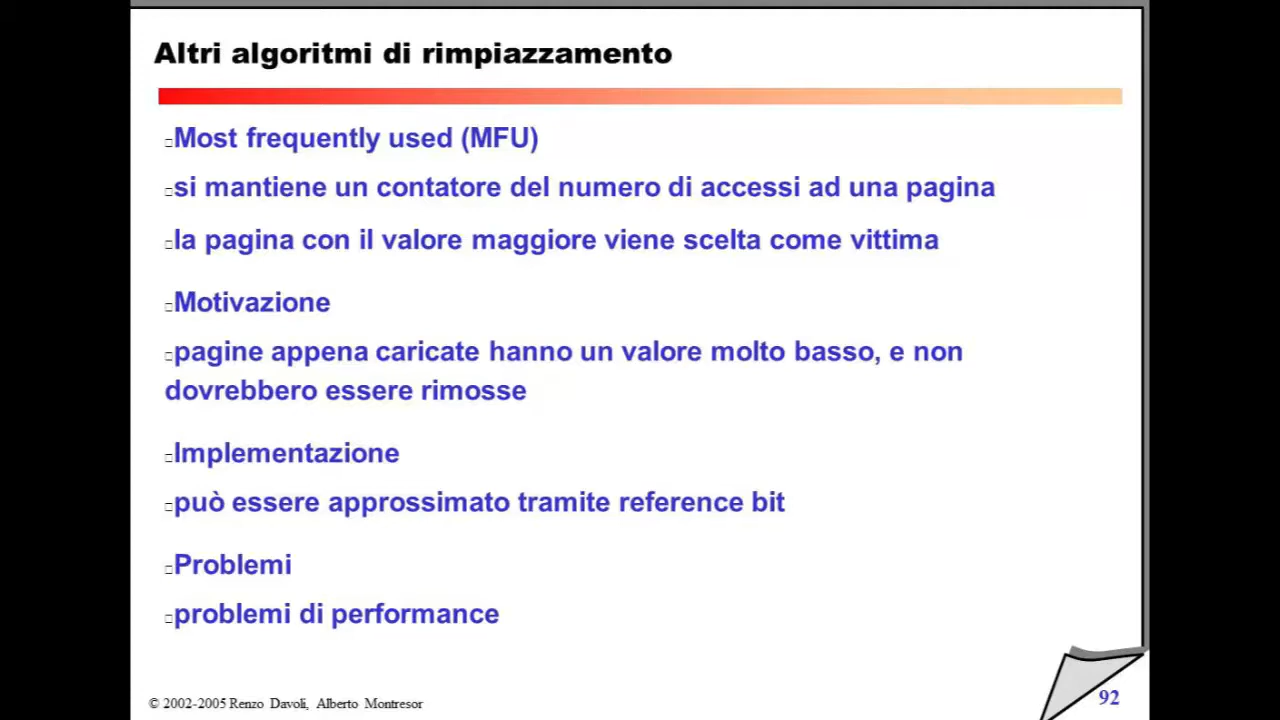 Altri algoritmi di rimpiazzamento
Most frequently used (MFU)
si mantiene un contatore del numero di accessi ad una pagina
la pagina con il valore maggiore viene scelta come vittima
Motivazione
pagine appena caricate hanno un valore molto basso, e non
dovrebbero essere rimosse
Implementazione
può essere approssimato tramite reference bit
Problemi
problemi di performance
© 2002-2005 Renzo Davoli, Alberto Montresor
92